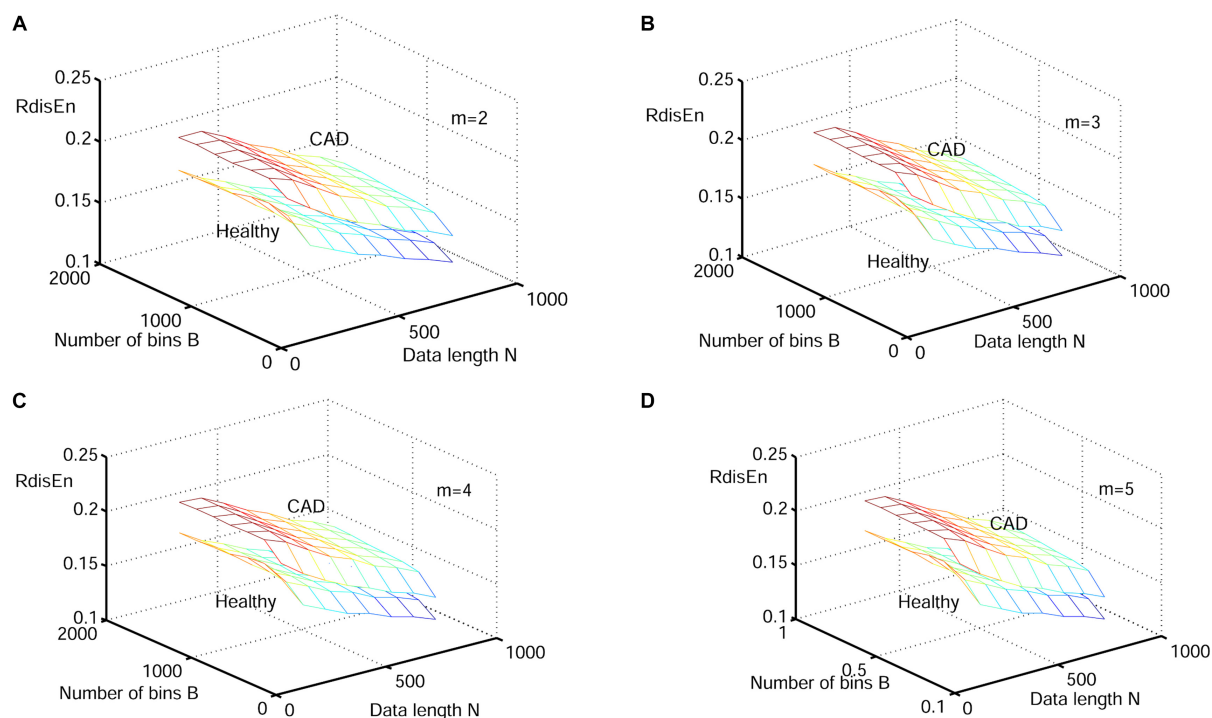 A
0.25
RdisEn
m=2
0.2
CAD
0.15
Healthy
0.1
2000
1000
1000
500
Number of bins B
Data length N
0
0
B
0.25
RdisEn
m=3
0.2
CAD
0.15
Healthy
0.1
2000
1000
1000
500
Number of bins B
Data length N
0
0
C
0.25
RdisEn
m=4
0.2
CAD
0.15
Healthy
0.1
2000
1000
1000
500
Number of bins B
Data length N
0
0
D
0.25
RdisEn
m=5
0.2
CAD
0.15
Healthy
0.1
1
1000
0.5
500
Number of bins B
Data length N
0.1
0